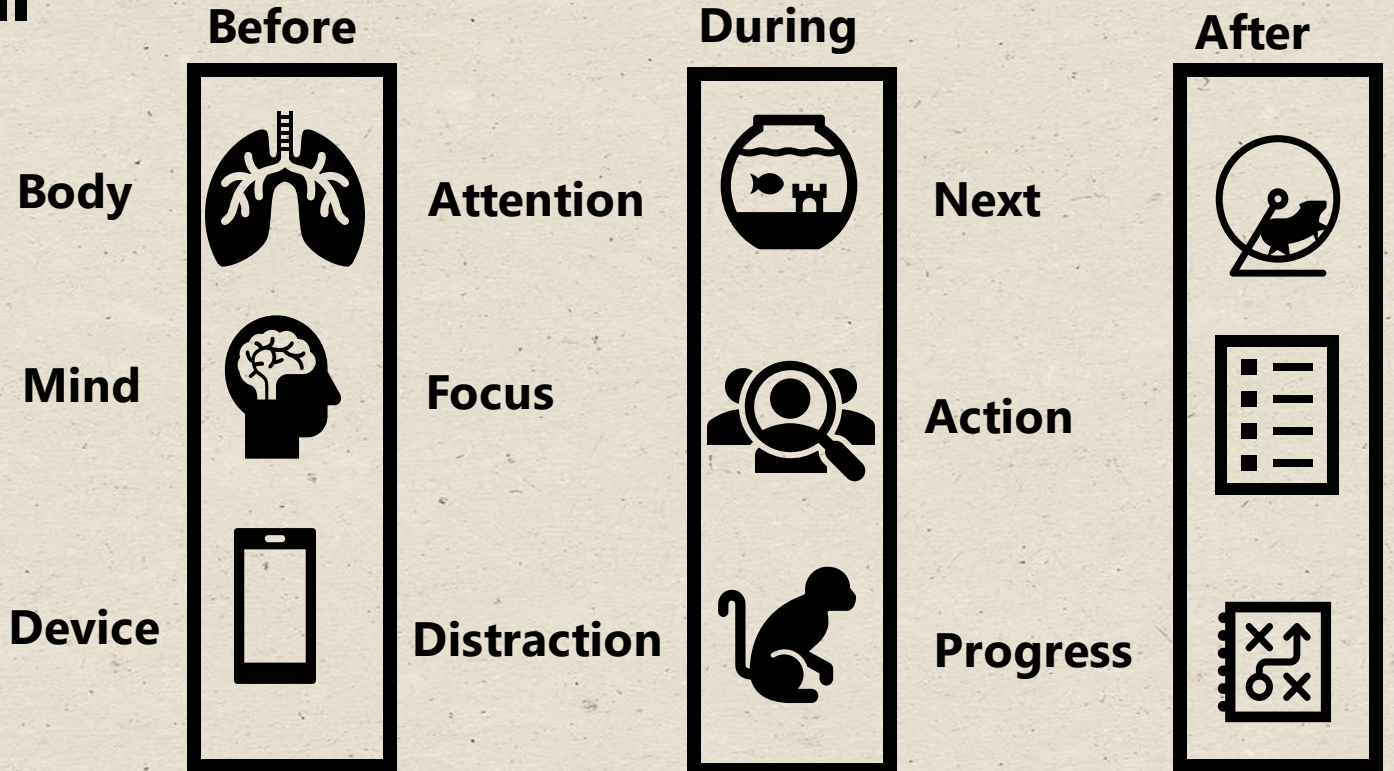 Before
During
After
Body
Attention
Next
Mind
Focus
Action
Device
Distraction
Progress